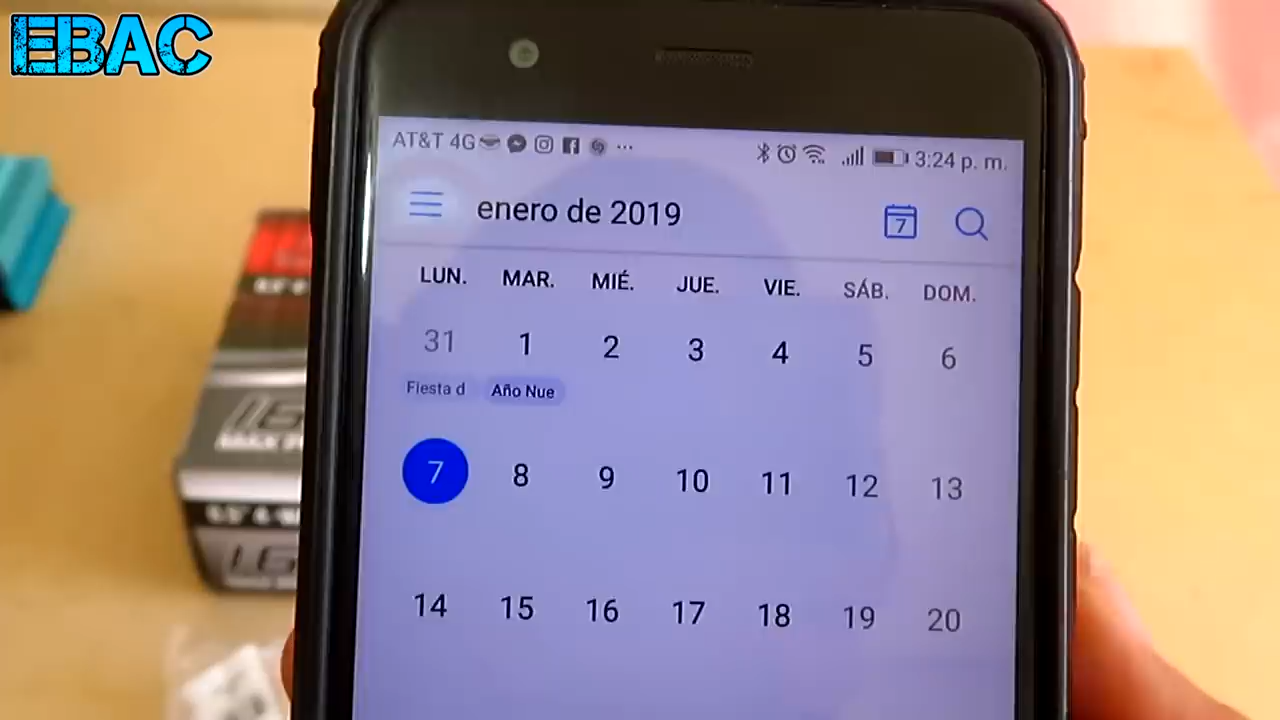 EBAC
AT&T 4G ... 3:24 p. m.
enero de 2019 7
LUN. MAR. MIÉ. JUE. VIE. SÁB. DOM.
31 1 2 3 4 5 6
Fiesta d Año Nue
7 8 9 10 11 12 13
14 15 16 17 18 19 20